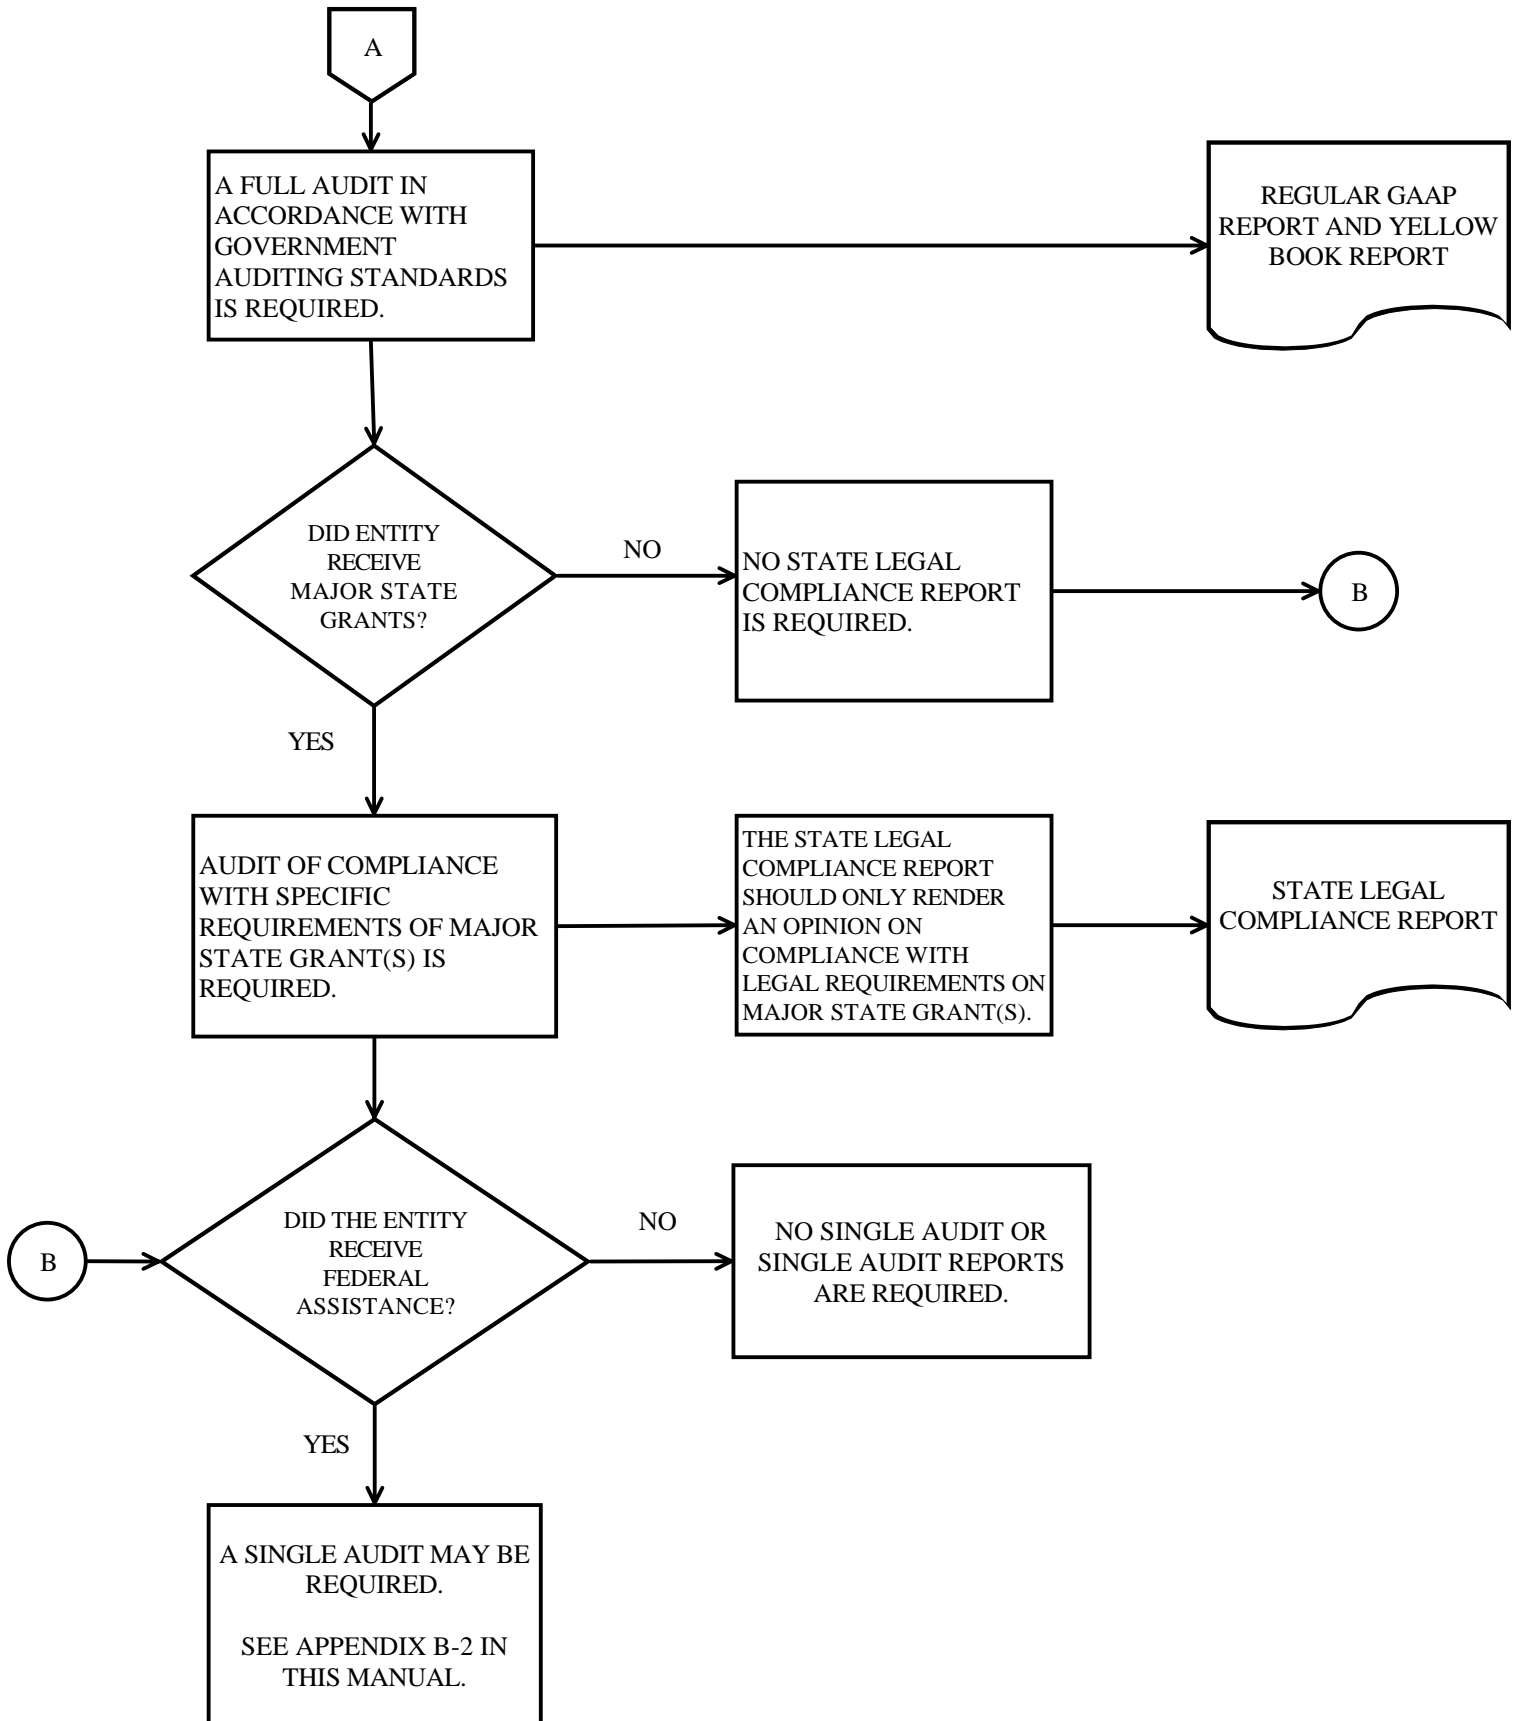 A
A FULL AUDIT IN
ACCORDANCE WITH
GOVERNMENT
AUDITING STANDARDS
IS REQUIRED.
REGULAR GAAP
REPORT AND YELLOW
BOOK REPORT
DID ENTITY
RECEIVE
MAJOR STATE
GRANTS?
NO
NO STATE LEGAL
COMPLIANCE REPORT
IS REQUIRED.
B
YES
AUDIT OF COMPLIANCE
WITH SPECIFIC
REQUIREMENTS OF MAJOR
STATE GRANT(S) IS
REQUIRED.
THE STATE LEGAL
COMPLIANCE REPORT
SHOULD ONLY RENDER
AN OPINION ON
COMPLIANCE WITH
LEGAL REQUIREMENTS ON
MAJOR STATE GRANT(S).
STATE LEGAL
COMPLIANCE REPORT
B
DID THE ENTITY
RECEIVE
FEDERAL
ASSISTANCE?
NO
NO SINGLE AUDIT OR
SINGLE AUDIT REPORTS
ARE REQUIRED.
YES
A SINGLE AUDIT MAY BE
REQUIRED.
SEE APPENDIX B-2 IN
THIS MANUAL.